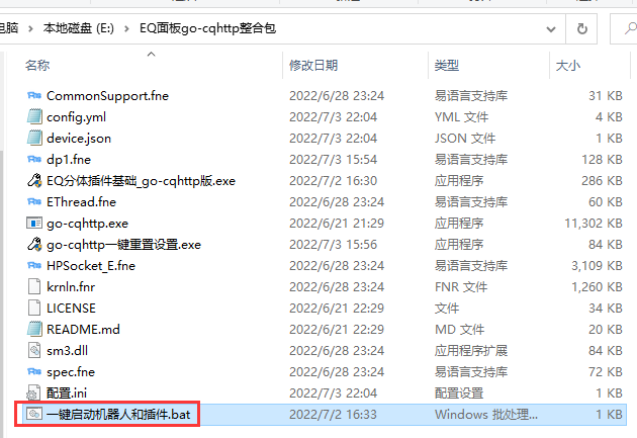 电脑 › 本地磁盘 (E:) › EQ面板go-cqhttp整合包
名称 修改日期 类型 大小
CommonSupport.fne 2022/6/28 23:24 易语言支持库 31 KB
config.yml 2022/7/3 22:04 YML 文件 4 KB
device.json 2022/7/3 22:04 JSON 文件 1 KB
dp1.fne 2022/7/3 15:54 易语言支持库 128 KB
EQ分体插件基础_go-cqhttp版.exe 2022/7/2 16:30 应用程序 286 KB
EThread.fne 2022/6/28 23:24 易语言支持库 60 KB
go-cqhttp.exe 2022/6/21 21:29 应用程序 11,302 KB
go-cqhttp一键重置设置.exe 2022/7/3 15:56 应用程序 84 KB
HPSocket_E.fne 2022/6/28 23:24 易语言支持库 3,109 KB
krnln.fnr 2022/6/28 23:24 FNR 文件 1,260 KB
LICENSE 2022/6/21 22:29 文件 34 KB
README.md 2022/6/21 22:29 MD 文件 20 KB
sm3.dll 2022/6/28 23:24 应用程序扩展 84 KB
spec.fne 2022/6/28 23:24 易语言支持库 72 KB
配置.ini 2022/7/3 22:04 配置设置 1 KB
一键启动机器人和插件.bat 2022/7/2 16:33 Windows 批处理... 1 KB